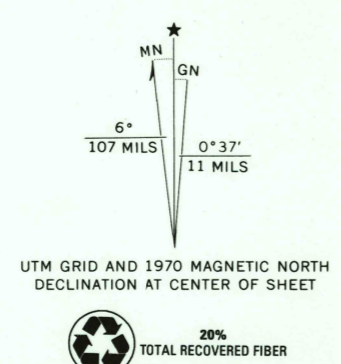 MN
GN
6°
107 MILS
0°37′
11 MILS
UTM GRID AND 1970 MAGNETIC NORTH
DECLINATION AT CENTER OF SHEET
20%
TOTAL RECOVERED FIBER